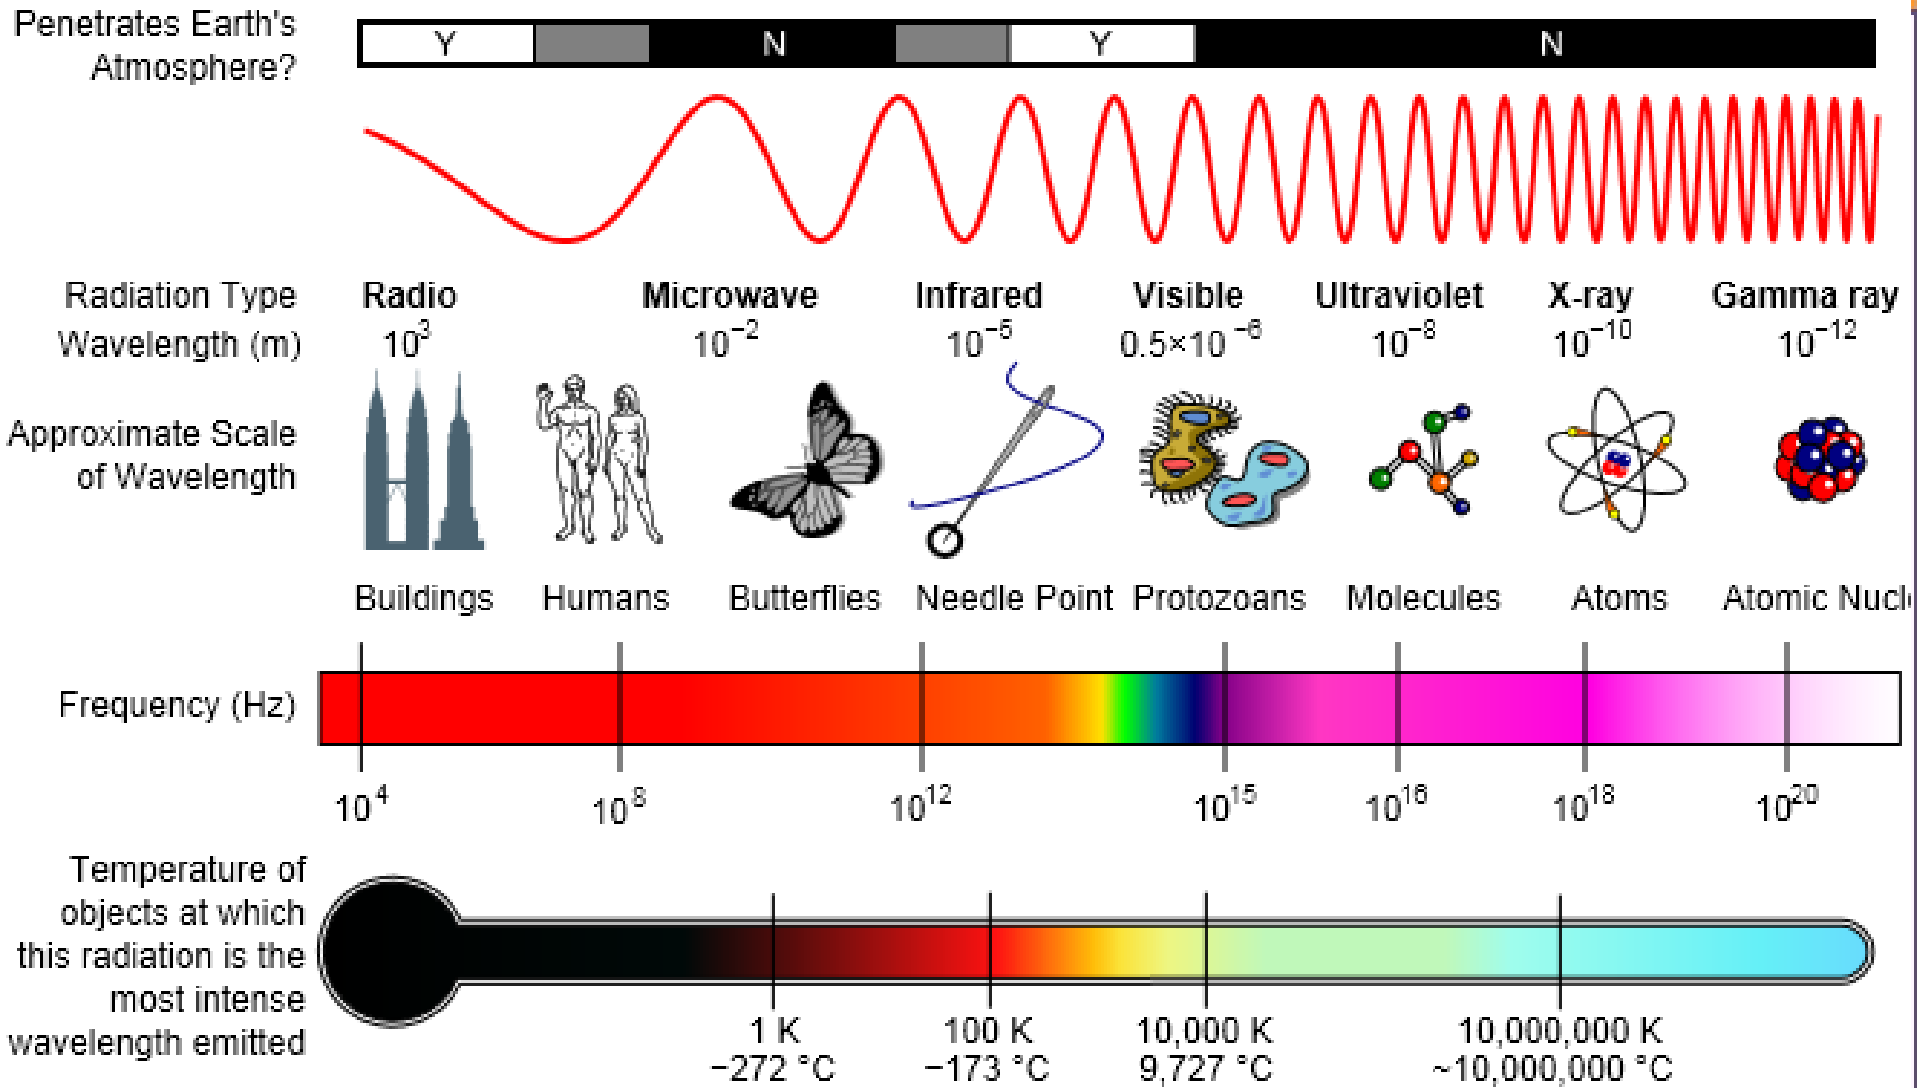 Penetrates Earth's
Atmosphere?
Y N Y N
Radiation Type Radio Microwave Infrared Visible Ultraviolet X-ray Gamma ray
Wavelength (m) 10³ 10⁻² 10⁻⁵ 0.5×10⁻⁶ 10⁻⁸ 10⁻¹⁰ 10⁻¹²
Approximate Scale
of Wavelength
Buildings Humans Butterflies Needle Point Protozoans Molecules Atoms Atomic Nucl
Frequency (Hz)
10⁴ 10⁸ 10¹² 10¹⁵ 10¹⁶ 10¹⁸ 10²⁰
Temperature of
objects at which
this radiation is the
most intense
wavelength emitted
1 K 100 K 10,000 K 10,000,000 K
−272 °C −173 °C 9,727 °C ~10,000,000 °C